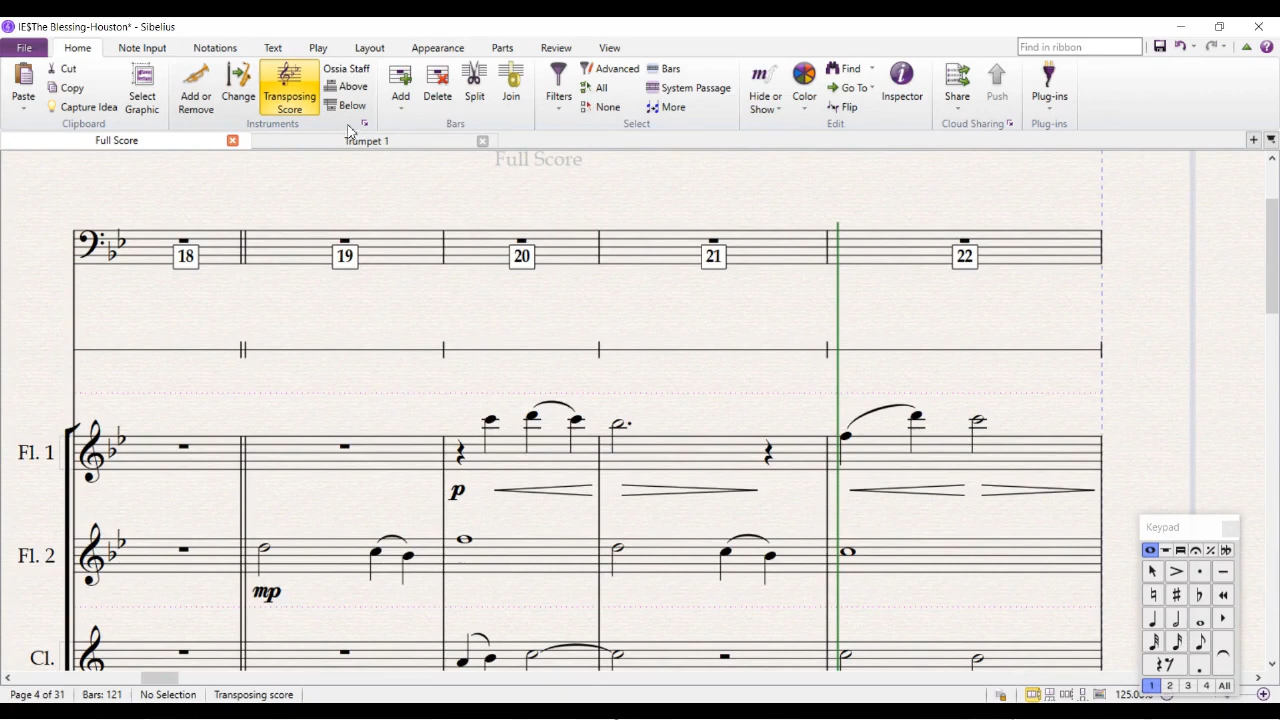 IE$The Blessing-Houston* - Sibelius
File Home Note Input Notations Text Play Layout Appearance Parts Review View Find in ribbon
Paste Cut Copy Capture Idea Select Graphic Add or Remove Change Transposing Score Ossia Staff Above Below Add Delete Split Join Filters Advanced All None Bars System Passage More Hide or Show Color Find Go To Flip Inspector Share Push Plug-ins
Clipboard Instruments Bars Select Edit Cloud Sharing Plug-ins
Full Score Trumpet 1
Full Score
18 19 20 21 22
Fl. 1
p
Keypad
Fl. 2
mp
Cl.
1 2 3 4 All
Page 4 of 31 Bars: 121 No Selection Transposing score